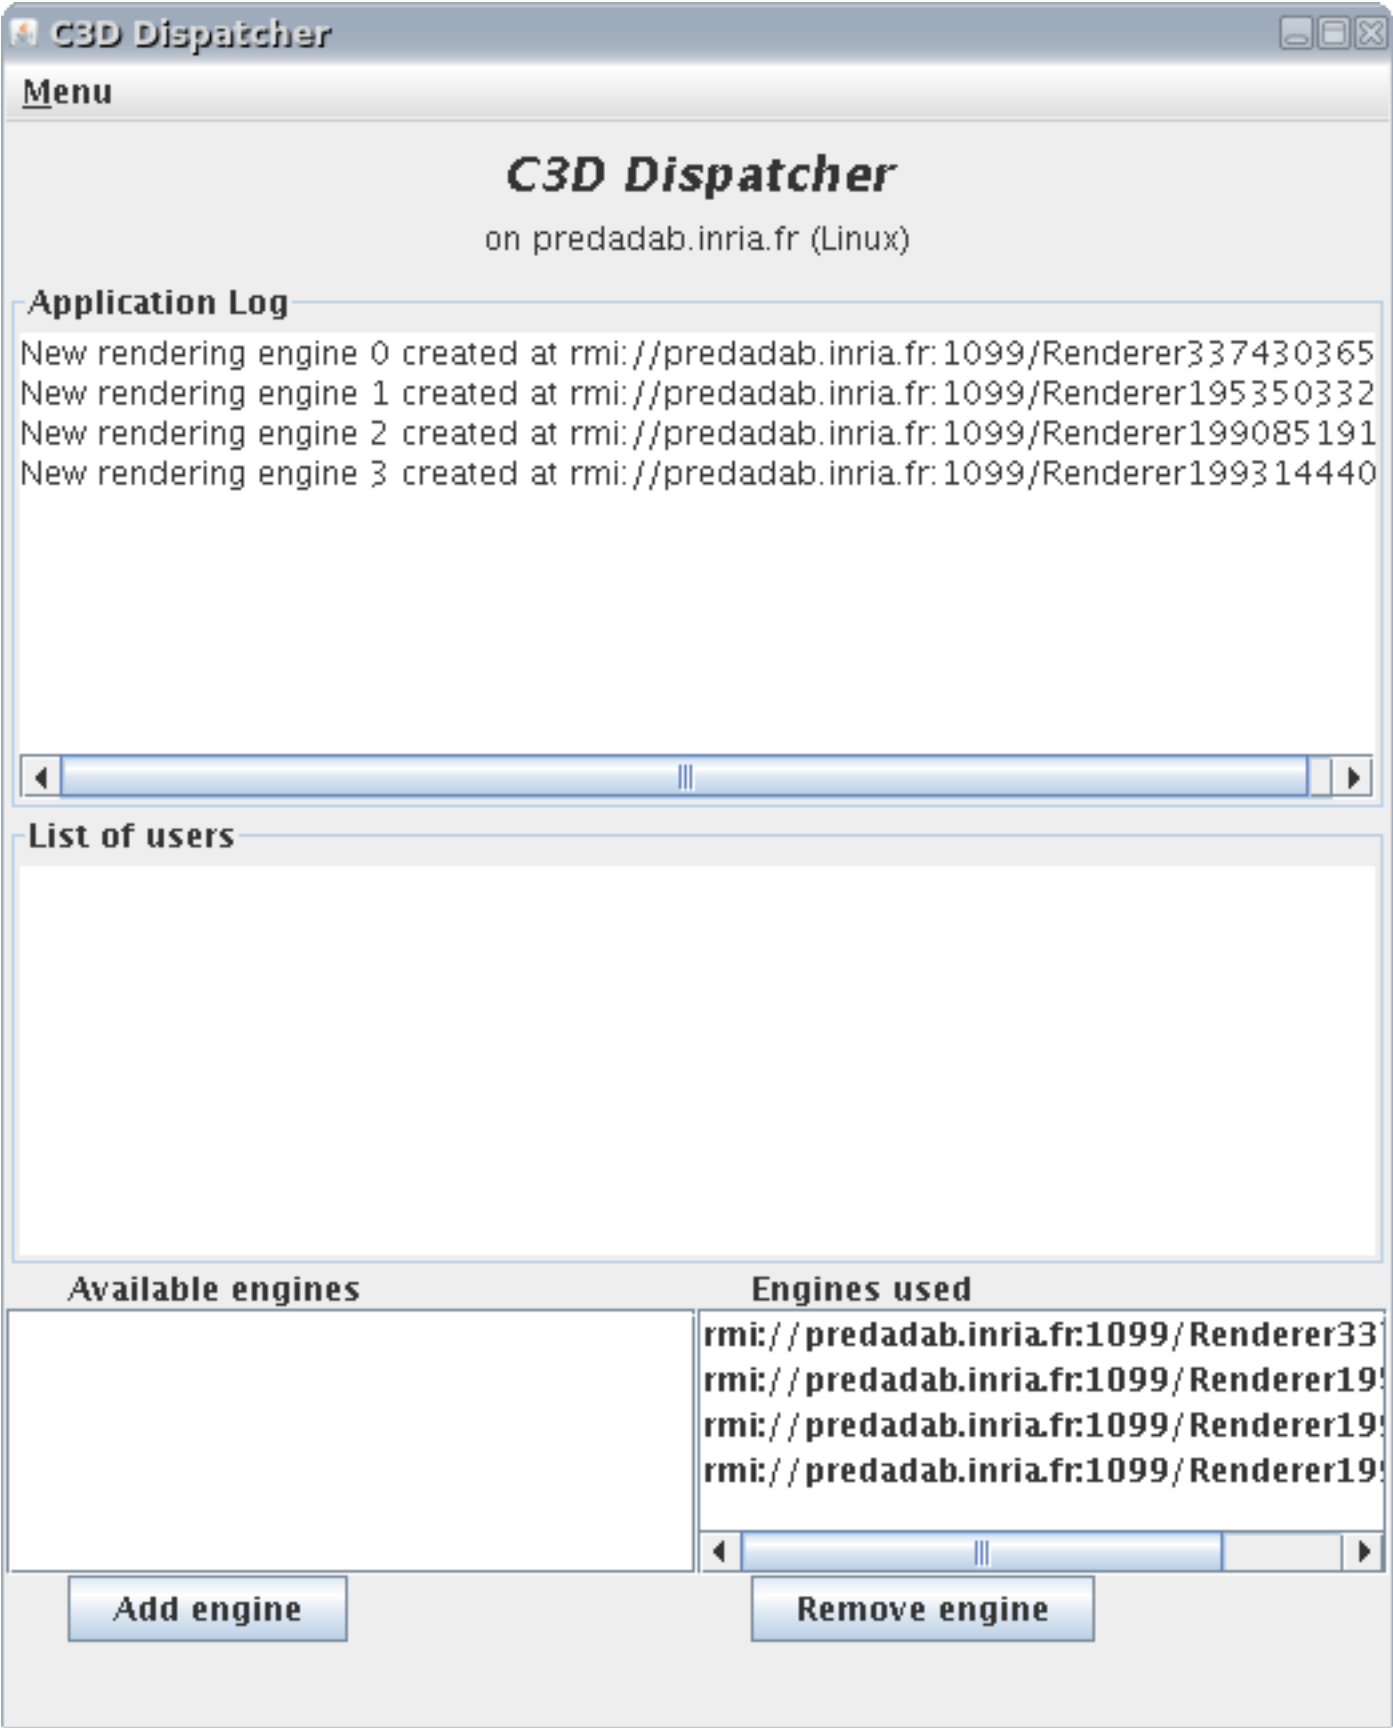 C3D Dispatcher
Menu
C3D Dispatcher
on predadab.inria.fr (Linux)
Application Log
New rendering engine 0 created at rmi://predadab.inria.fr:1099/Renderer337430365
New rendering engine 1 created at rmi://predadab.inria.fr:1099/Renderer195350332
New rendering engine 2 created at rmi://predadab.inria.fr:1099/Renderer199085191
New rendering engine 3 created at rmi://predadab.inria.fr:1099/Renderer199314440
List of users
Available engines
Engines used
rmi://predadab.inria.fr:1099/Renderer33
rmi://predadab.inria.fr:1099/Renderer19
rmi://predadab.inria.fr:1099/Renderer19
rmi://predadab.inria.fr:1099/Renderer19
Add engine
Remove engine